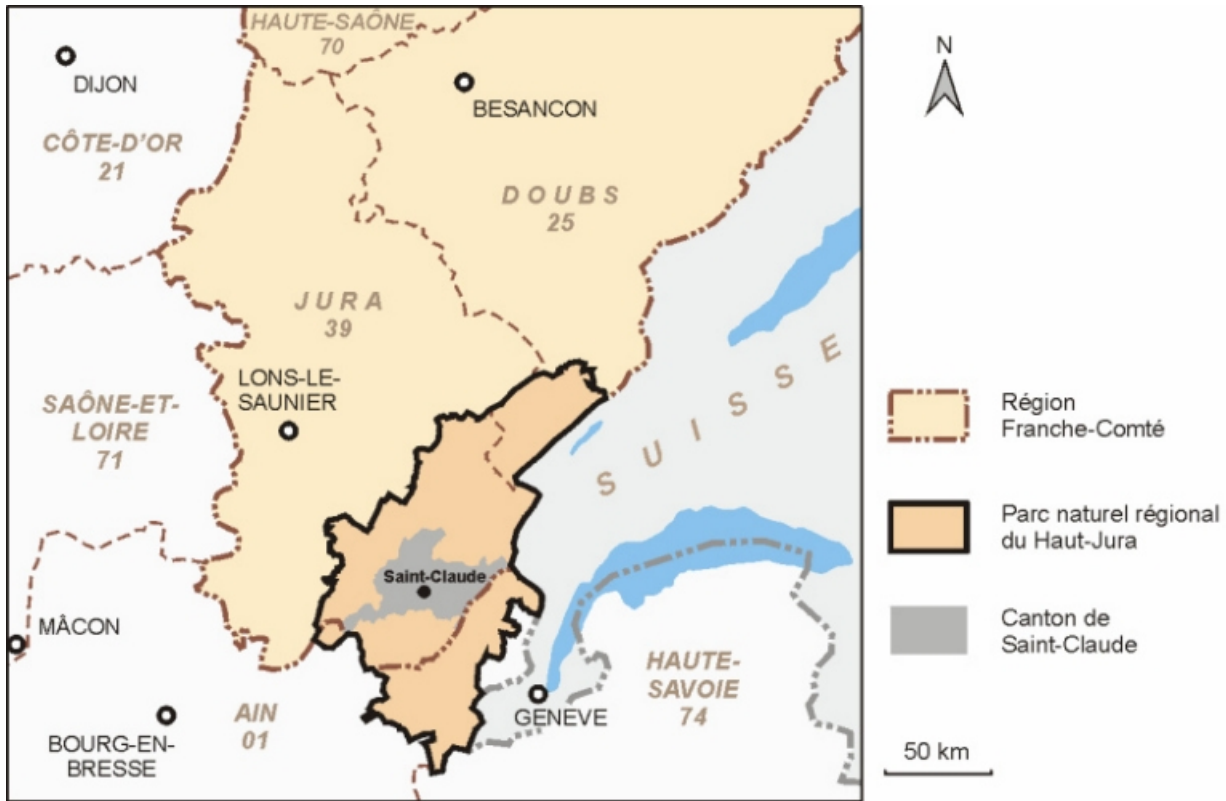 HAUTE-SAÔNE
70
DIJON
BESANCON
CÔTE-D'OR
21
DOUBS
25
JURA
39
LONS-LE-
SAUNIER
SAÔNE-ET-
LOIRE
71
SUISSE
Saint-Claude
MÂCON
HAUTE-
SAVOIE
74
GENEVE
AIN
01
BOURG-EN-
BRESSE
N
Région
Franche-Comté
Parc naturel régional
du Haut-Jura
Canton de
Saint-Claude
50 km